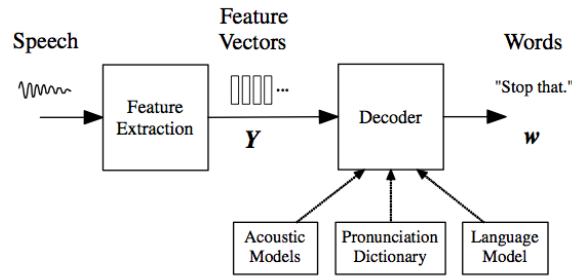 Speech
Feature
Vectors
Words
...
"Stop that."
Feature
Extraction
Decoder
Y
w
Acoustic
Models
Pronunciation
Dictionary
Language
Model